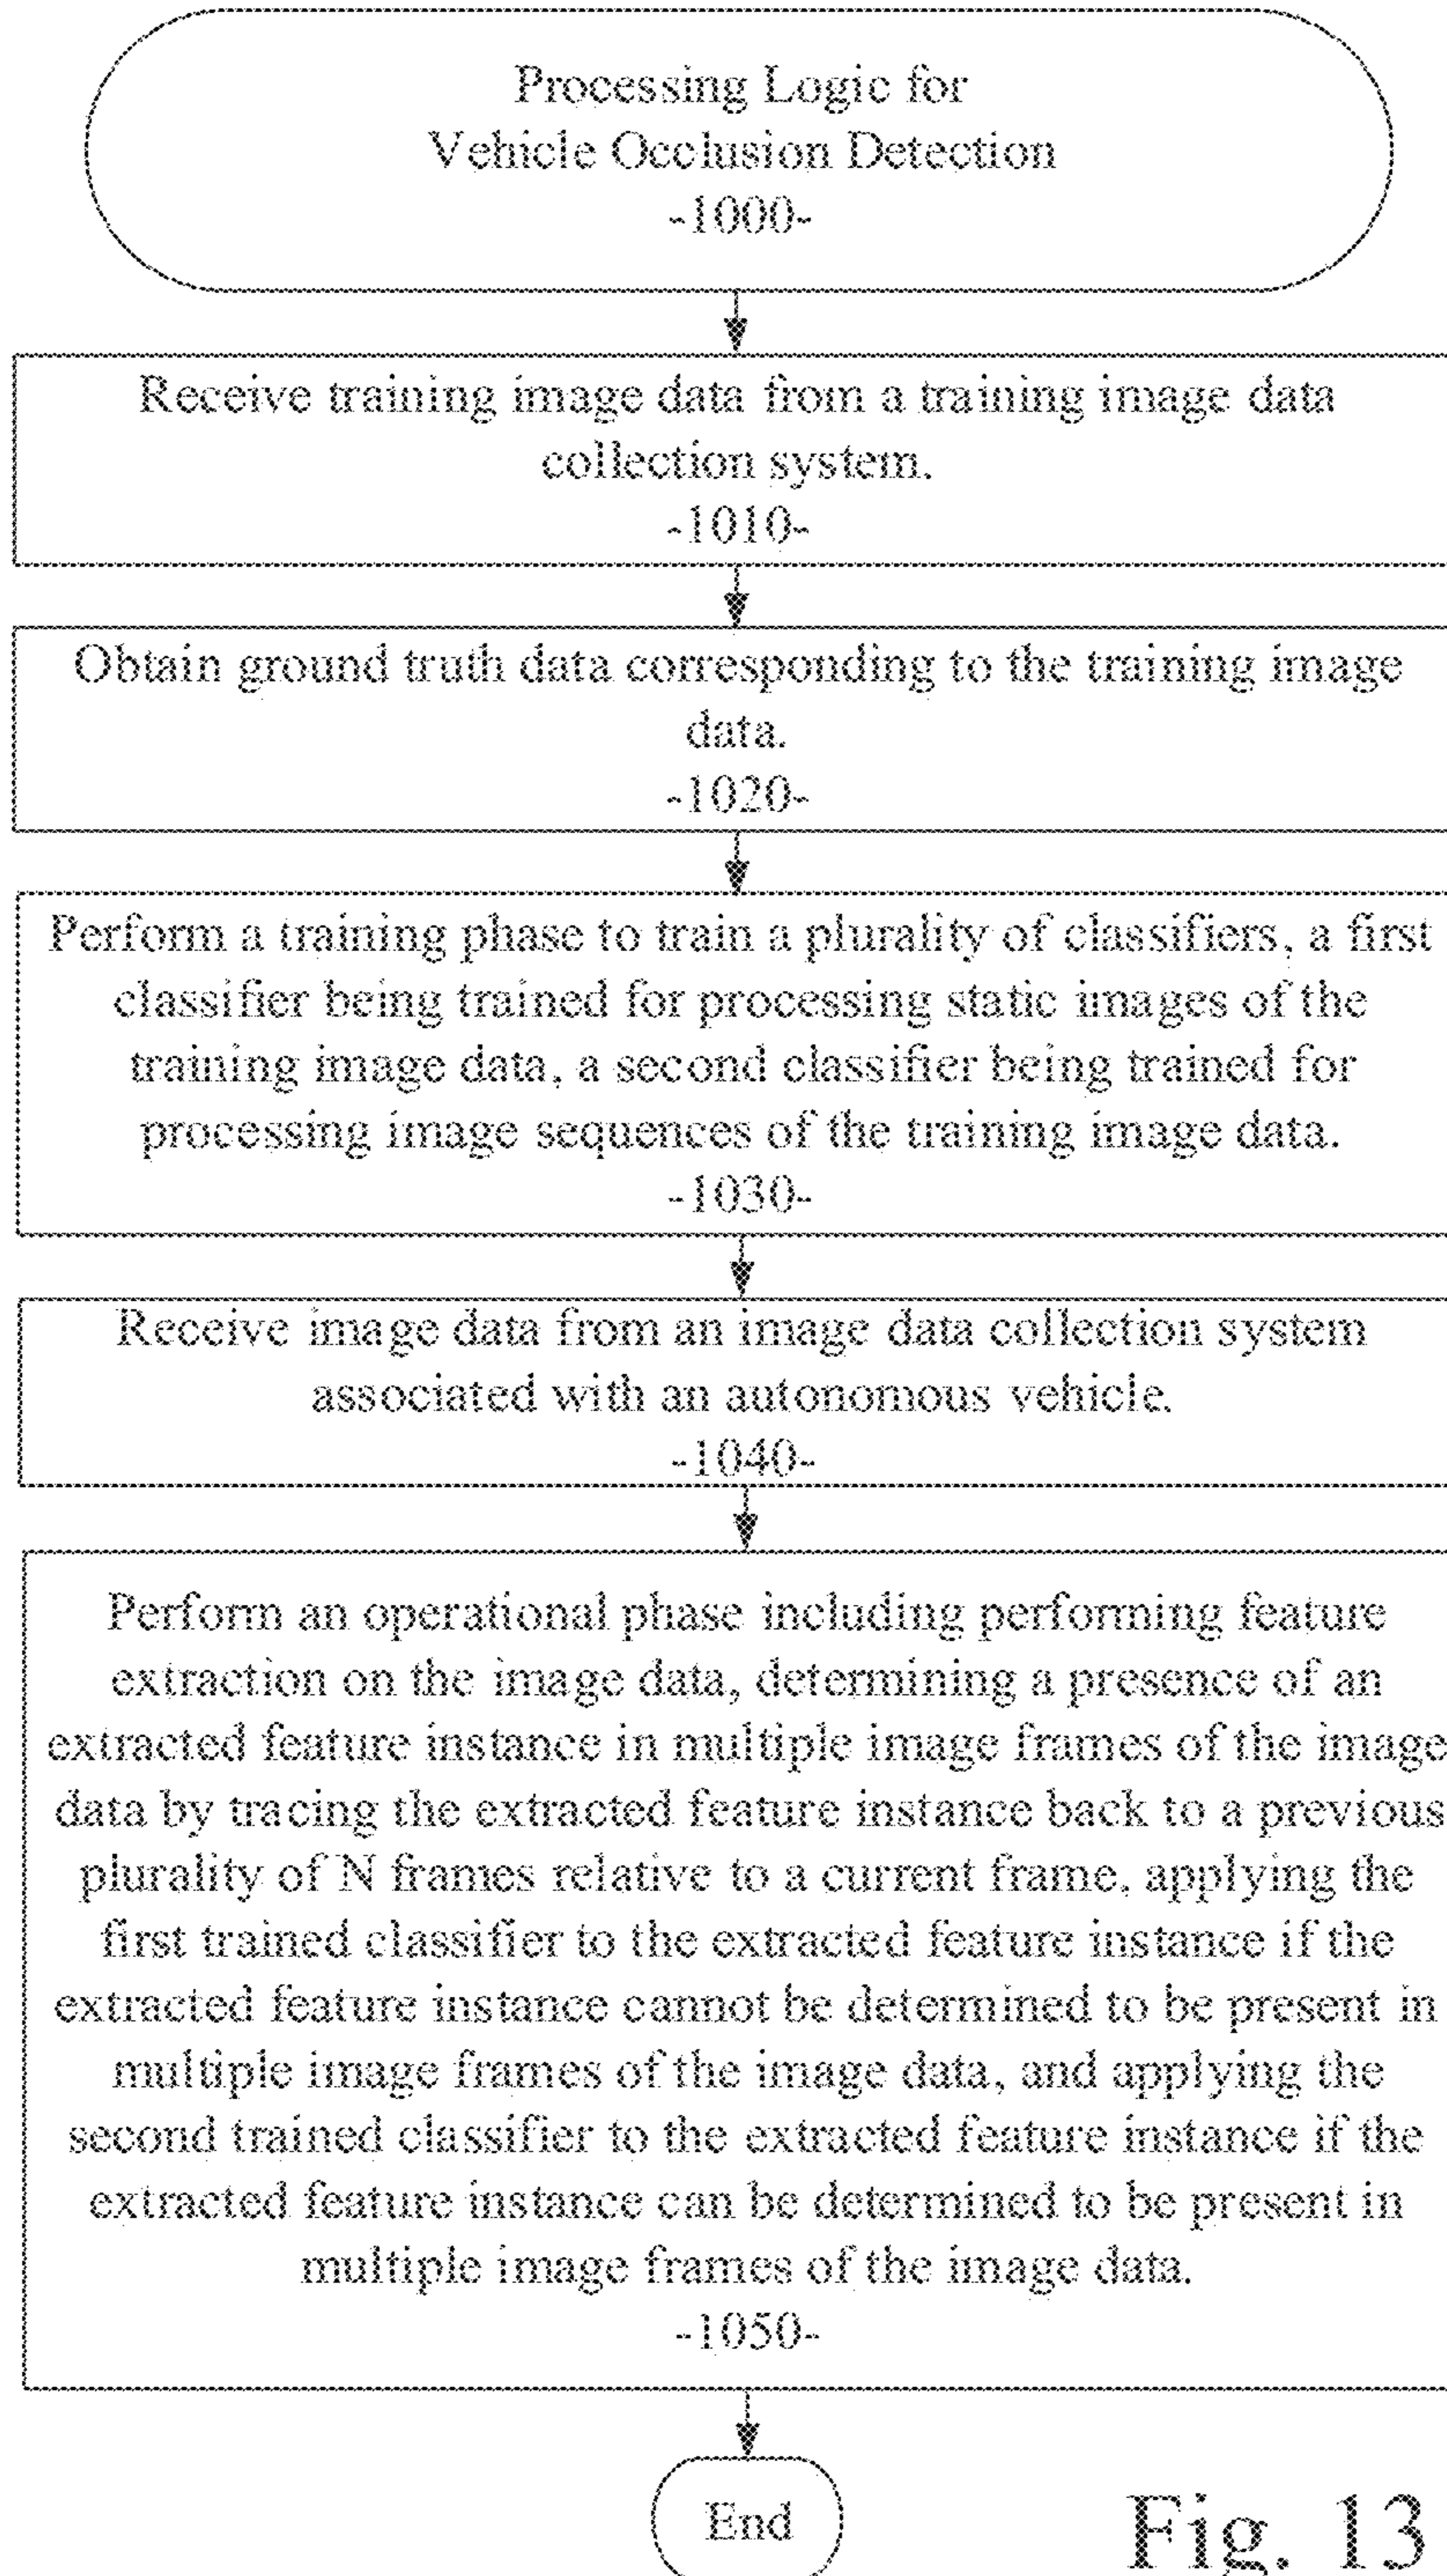 Processing Logic for
Vehicle Occlusion Detection
-1000-
Receive training image data from a training image data
collection system.
-1010-
Obtain ground truth data corresponding to the training image
data.
-1020-
Perform a training phase to train a plurality of classifiers, a first
classifier being trained for processing static images of the
training image data, a second classifier being trained for
processing image sequences of the training image data.
-1030-
Receive image data from an image data collection system
associated with an autonomous vehicle.
-1040-
Perform an operational phase including performing feature
extraction on the image data, determining a presence of an
extracted feature instance in multiple image frames of the image
data by tracing the extracted feature instance back to a previous
plurality of N frames relative to a current frame, applying the
first trained classifier to the extracted feature instance if the
extracted feature instance cannot be determined to be present in
multiple image frames of the image data, and applying the
second trained classifier to the extracted feature instance if the
extracted feature instance can be determined to be present in
multiple image frames of the image data.
-1050-
End
Fig. 13